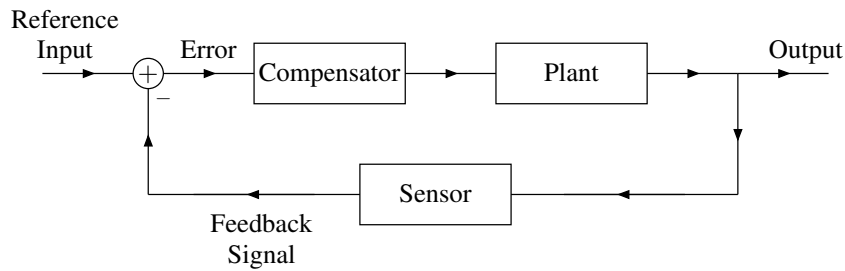 Reference
Input
Error
Compensator
Plant
Output
+
−
Sensor
Feedback
Signal